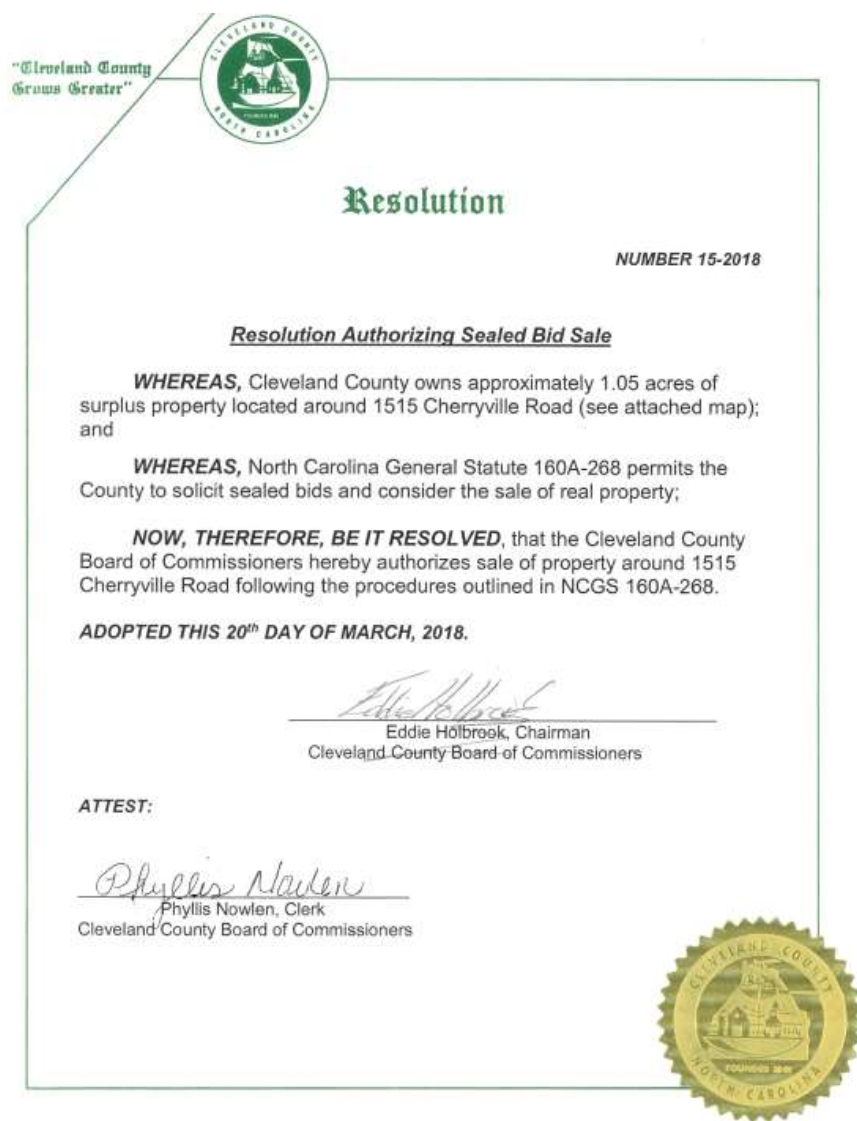 "Cleveland County
Grows Greater"
CLEVELAND COUNTY
NORTH CAROLINA
Resolution
NUMBER 15-2018
Resolution Authorizing Sealed Bid Sale
WHEREAS, Cleveland County owns approximately 1.05 acres of
surplus property located around 1515 Cherryville Road (see attached map);
and
WHEREAS, North Carolina General Statute 160A-268 permits the
County to solicit sealed bids and consider the sale of real property;
NOW, THEREFORE, BE IT RESOLVED, that the Cleveland County
Board of Commissioners hereby authorizes sale of property around 1515
Cherryville Road following the procedures outlined in NCGS 160A-268.
ADOPTED THIS 20th DAY OF MARCH, 2018.
Eddie Holbrook
Eddie Holbrook, Chairman
Cleveland County Board of Commissioners
ATTEST:
Phyllis Nowlen
Phyllis Nowlen, Clerk
Cleveland County Board of Commissioners
CLEVELAND COUNTY
NORTH CAROLINA